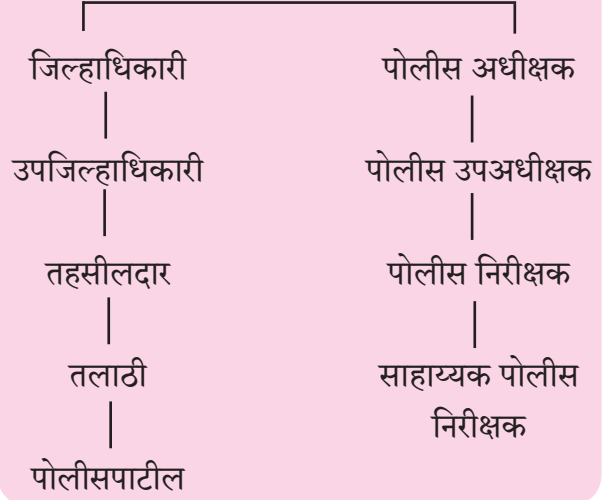 जिल्हाधिकारी
उपजिल्हाधिकारी
तहसीलदार
तलाठी
पोलीसपाटील
पोलीस अधीक्षक
पोलीस उपअधीक्षक
पोलीस निरीक्षक
साहाय्यक पोलीस
निरीक्षक